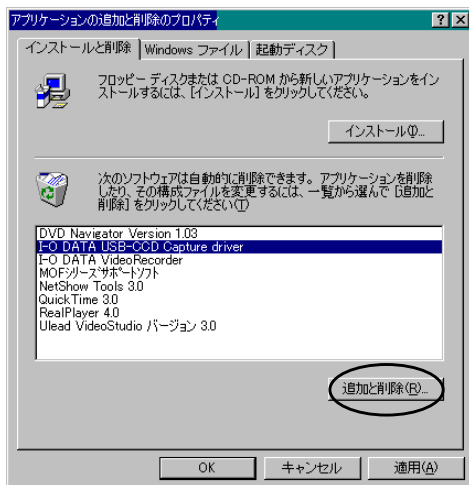 アプリケーションの追加と削除のプロパティ
インストールと削除 Windows ファイル 起動ディスク
フロッピー ディスクまたは CD-ROM から新しいアプリケーションをイン
ストールするには、[インストール] をクリックしてください。
インストール(I)...
次のソフトウェアは自動的に削除できます。アプリケーションを削除
したり、その構成ファイルを変更するには、一覧から選んで [追加と
削除] をクリックしてください(T)
DVD Navigator Version 1.03
I-O DATA USB-CCD Capture driver
I-O DATA VideoRecorder
MOFシリーズサポートソフト
NetShow Tools 3.0
QuickTime 3.0
RealPlayer 4.0
Ulead VideoStudio バージョン 3.0
追加と削除(R)...
OK キャンセル 適用(A)